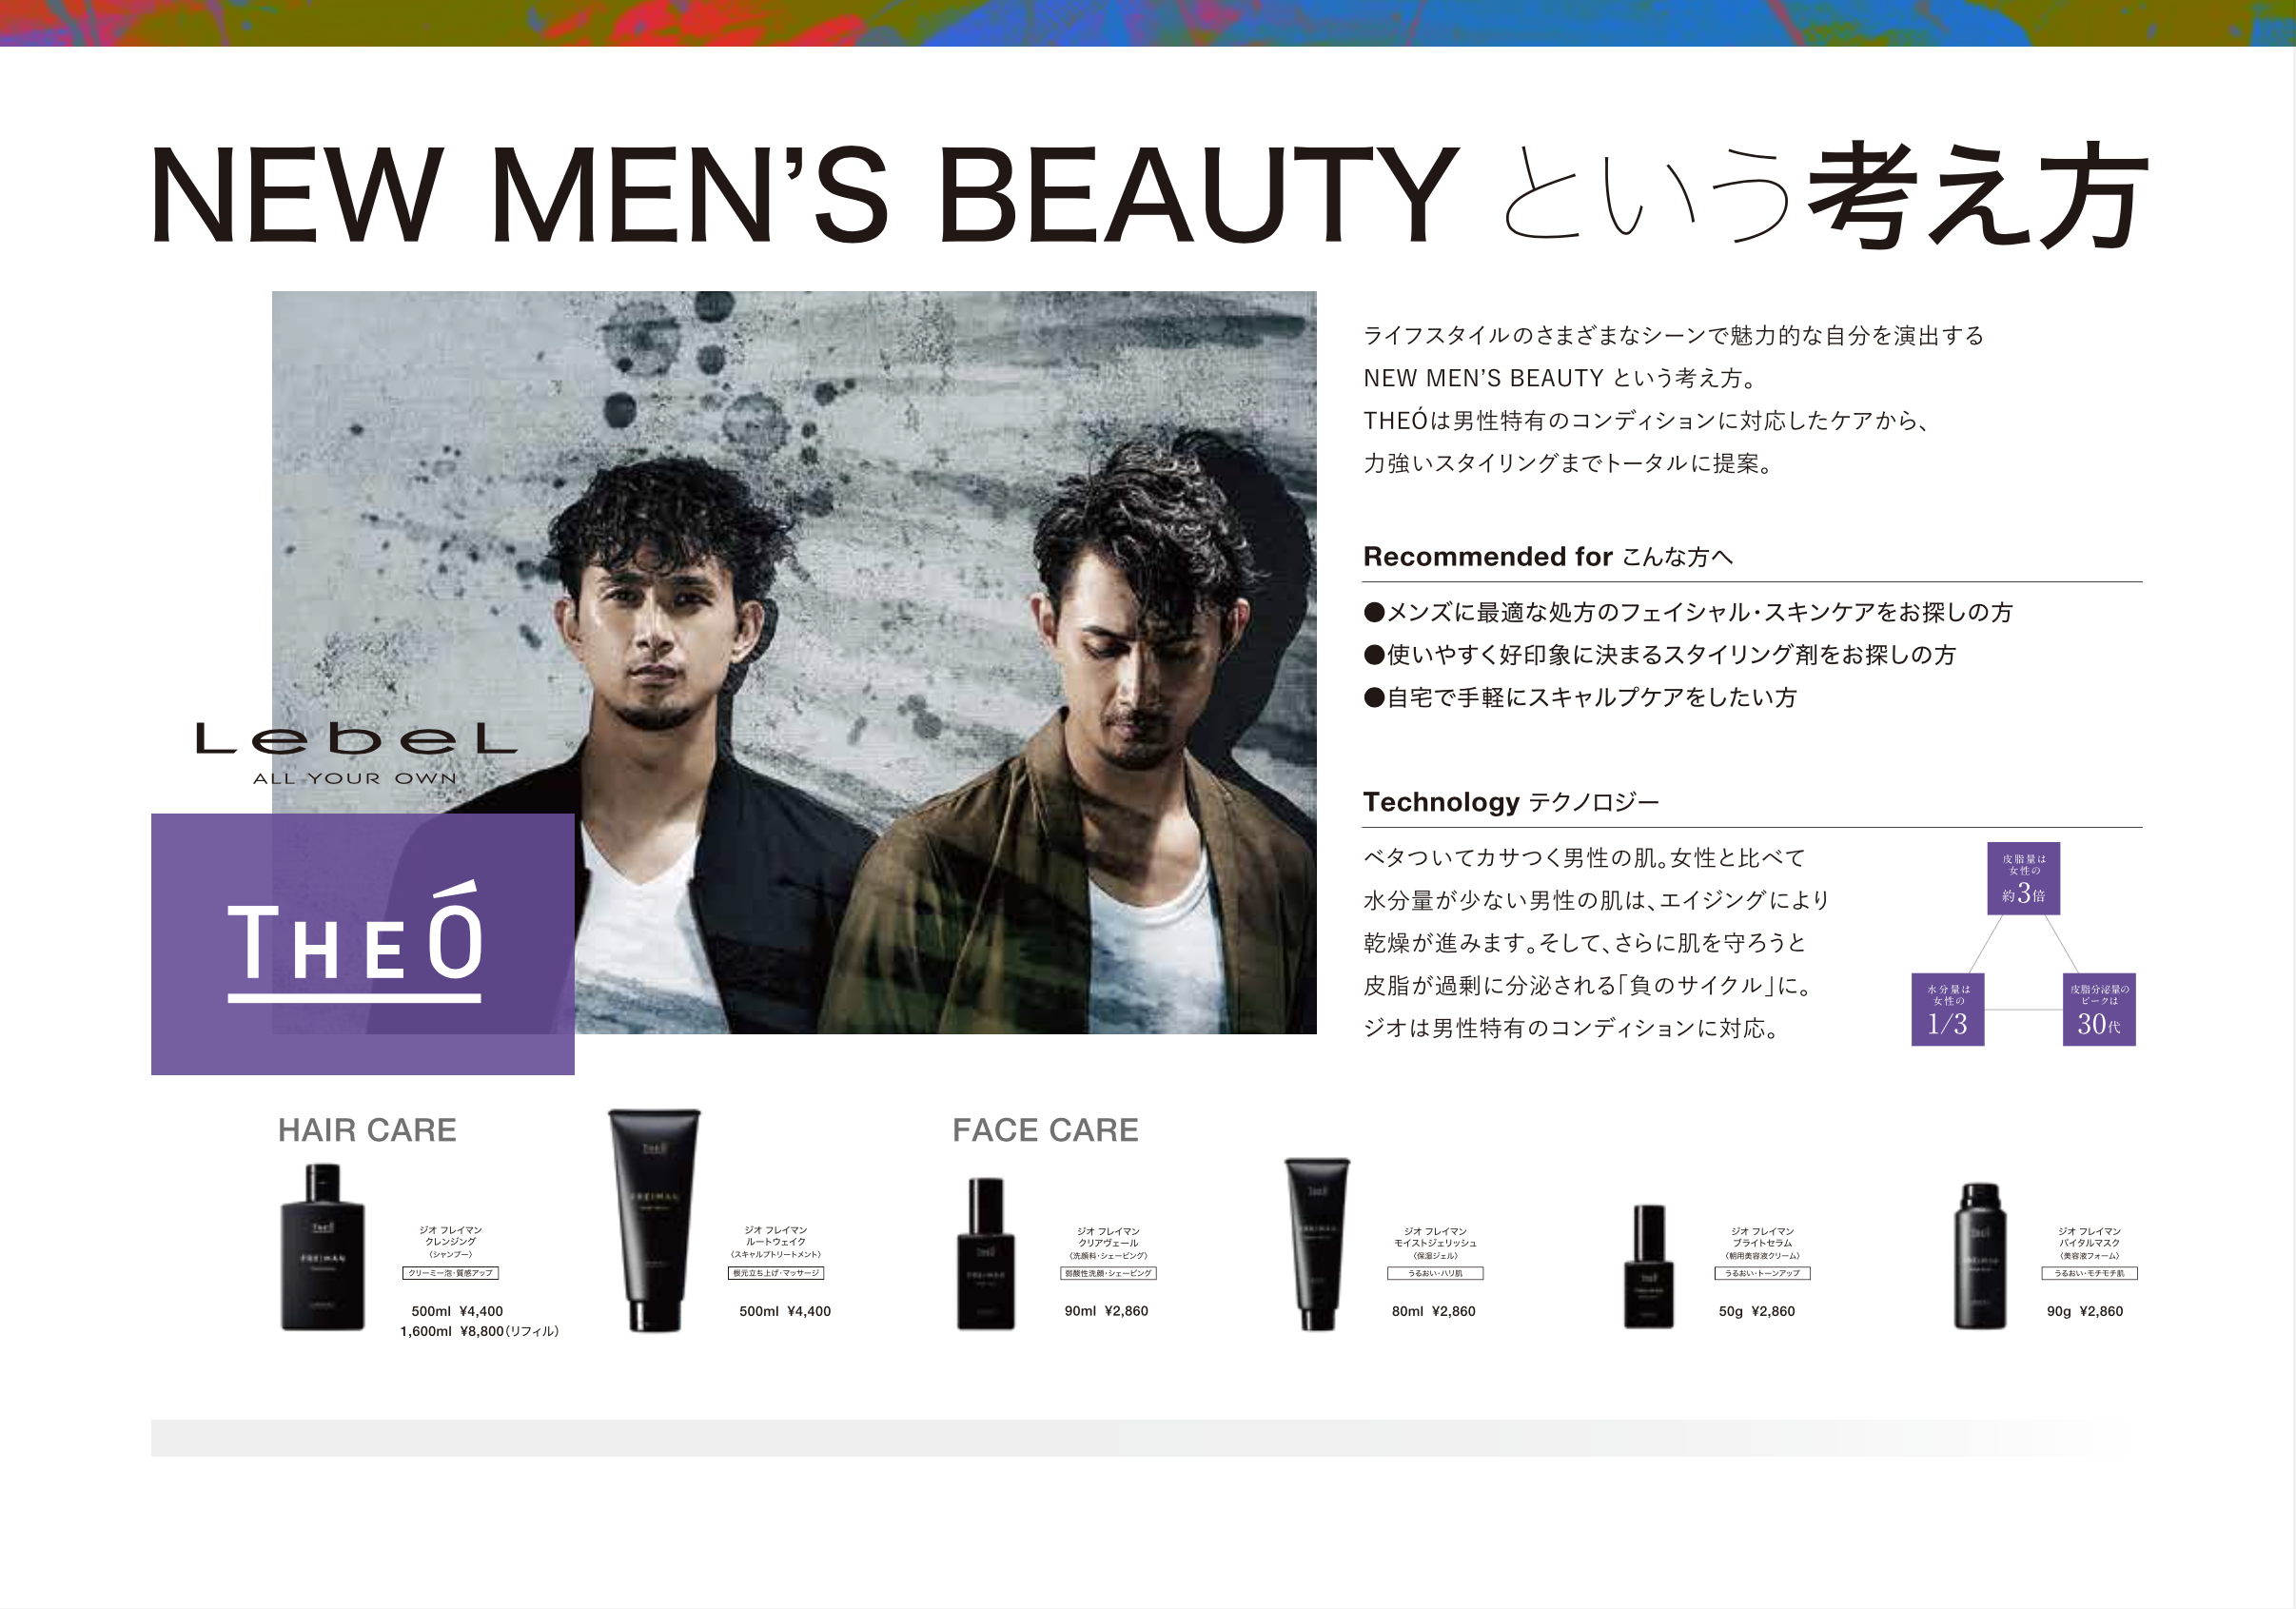 NEW MEN'S BEAUTY という考え方
ライフスタイルのさまざまなシーンで魅力的な自分を演出する
NEW MEN'S BEAUTY という考え方。
THEÓは男性特有のコンディションに対応したケアから、
力強いスタイリングまでトータルに提案。
Recommended for こんな方へ
●メンズに最適な処方のフェイシャル・スキンケアをお探しの方
●使いやすく好印象に決まるスタイリング剤をお探しの方
●自宅で手軽にスキャルプケアをしたい方
LebeL
ALL YOUR OWN
THEÓ
Technology テクノロジー
ベタついてカサつく男性の肌。女性と比べて
水分量が少ない男性の肌は、エイジングにより
乾燥が進みます。そして、さらに肌を守ろうと
皮脂が過剰に分泌される「負のサイクル」に。
ジオは男性特有のコンディションに対応。
皮脂量は
女性の
約3倍
水分量は
女性の
1/3
皮脂分泌量の
ピークは
30代
HAIR CARE
THEÓ
FREIMAN
ジオ フレイマン
クレンジング
（シャンプー）
クリーミー泡・質感アップ
500ml ¥4,400
1,600ml ¥8,800（リフィル）
THEÓ
FREIMAN
ジオ フレイマン
ルートウェイク
（スキャルプトリートメント）
根元立ち上げ・マッサージ
500ml ¥4,400
FACE CARE
THEÓ
FREIMAN
ジオ フレイマン
クリアヴェール
（洗顔料・シェービング）
弱酸性洗顔・シェービング
90ml ¥2,860
THEÓ
FREIMAN
ジオ フレイマン
モイストジェリッシュ
（保湿ジェル）
うるおい・ハリ肌
80ml ¥2,860
THEÓ
ジオ フレイマン
ブライトセラム
（朝用美容液クリーム）
うるおい・トーンアップ
50g ¥2,860
THEÓ
FREIMAN
ジオ フレイマン
バイタルマスク
（美容液フォーム）
うるおい・モチモチ肌
90g ¥2,860